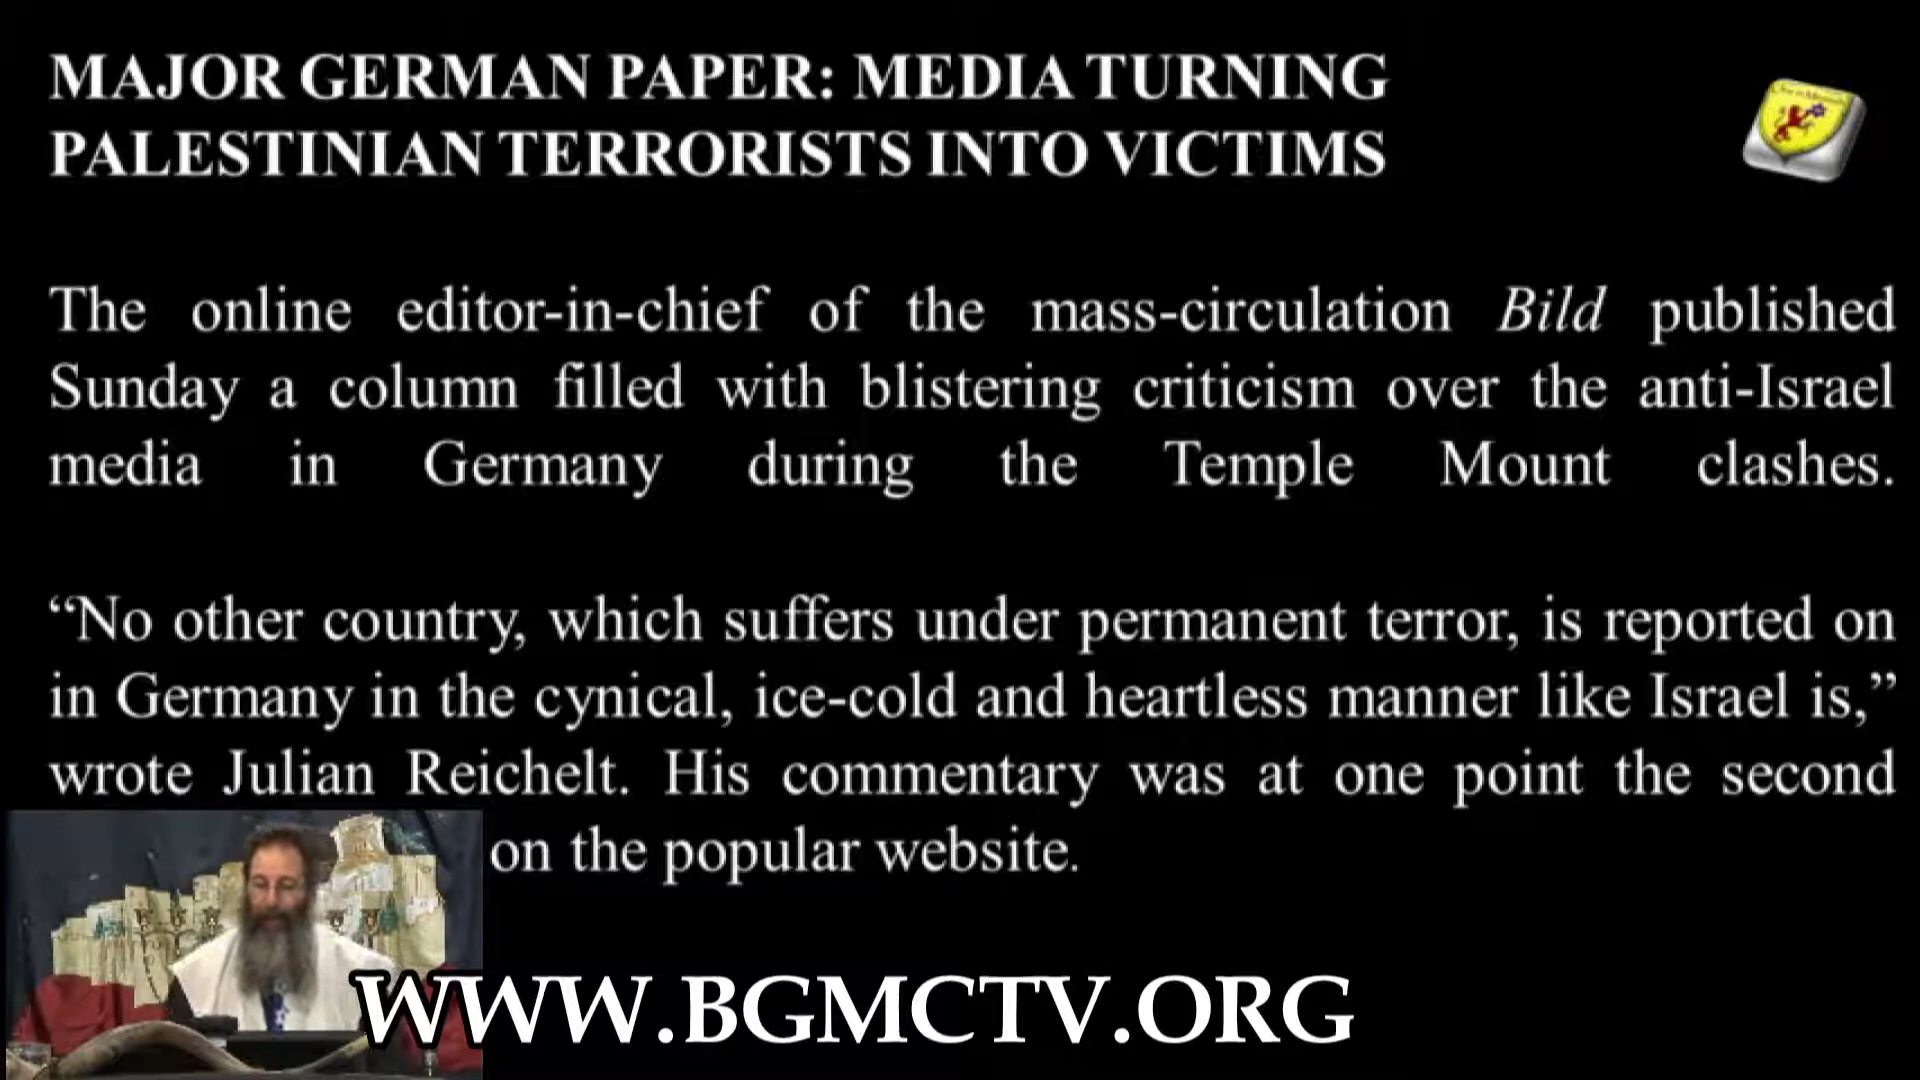 MAJOR GERMAN PAPER: MEDIA TURNING
PALESTINIAN TERRORISTS INTO VICTIMS
The online editor-in-chief of the mass-circulation Bild published
Sunday a column filled with blistering criticism over the anti-Israel
media in Germany during the Temple Mount clashes.
“No other country, which suffers under permanent terror, is reported on
in Germany in the cynical, ice-cold and heartless manner like Israel is,”
wrote Julian Reichelt. His commentary was at one point the second
on the popular website.
WWW.BGMCTV.ORG